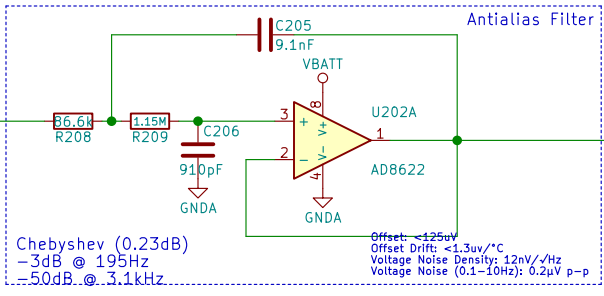 C205
9.1nF
Antialias Filter
VBATT
8
U202A
86.6k
R208
1.15M
R209
C206
910pF
3
+
V+
1
2
−
V-
4
AD8622
GNDA
GNDA
Chebyshev (0.23dB)
-3dB @ 195Hz
-50dB @ 3.1kHz
Offset: <125uV
Offset Drift: <1.3uv/°C
Voltage Noise Density: 12nV/√Hz
Voltage Noise (0.1-10Hz): 0.2μV p-p